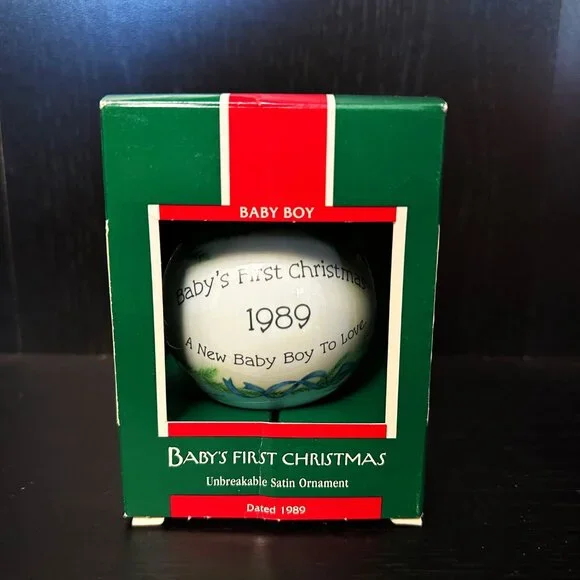 BABY BOY
Baby's First Christmas
1989
A New Baby Boy To Love
BABY'S FIRST CHRISTMAS
Unbreakable Satin Ornament
Dated 1989